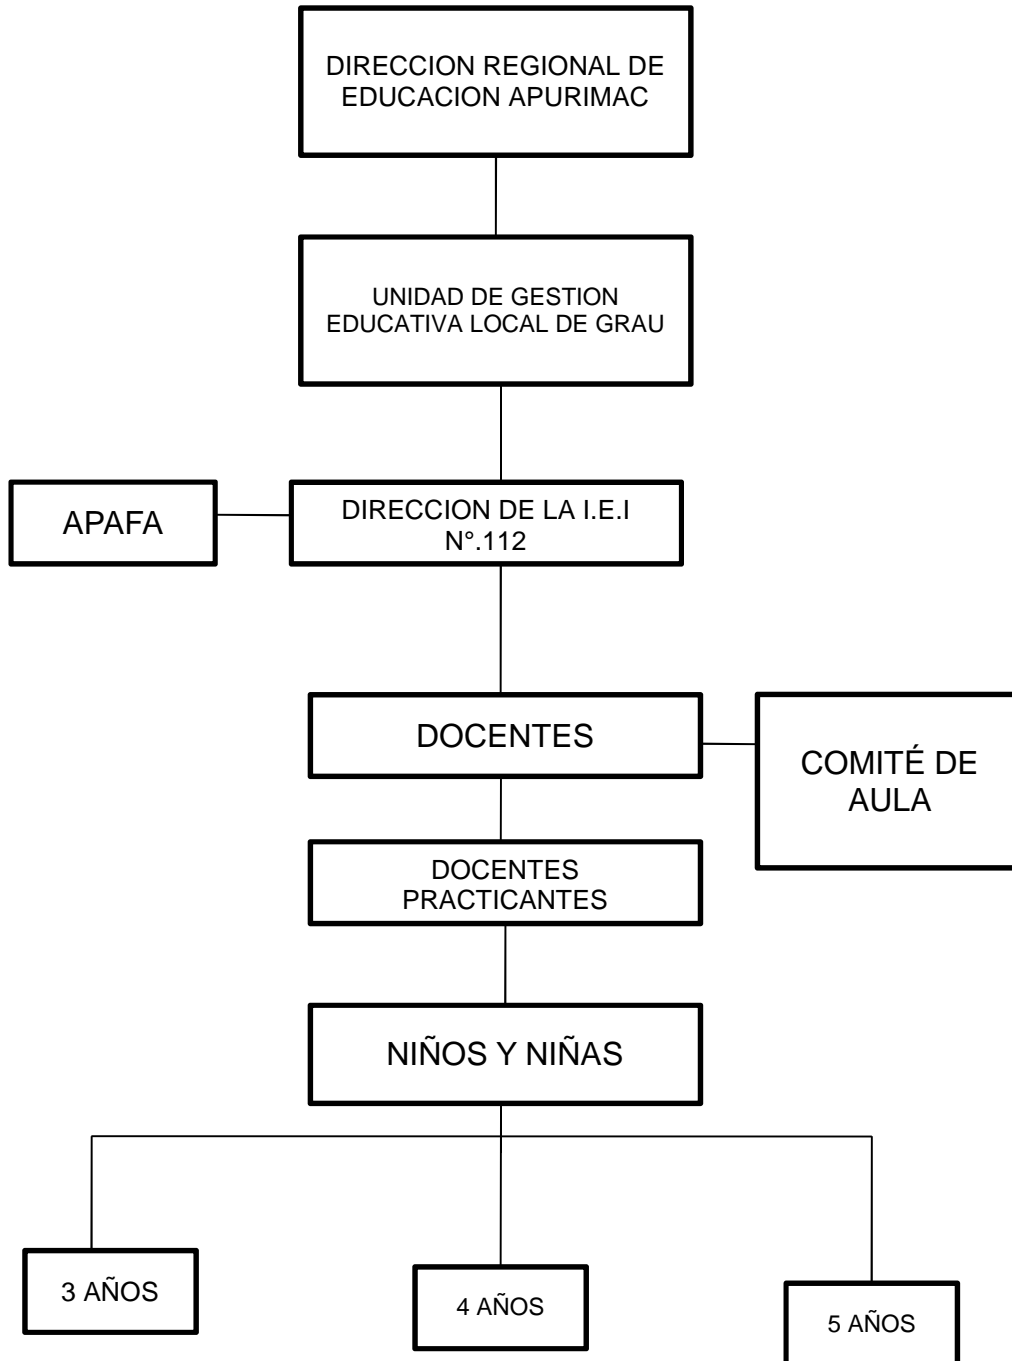 DIRECCION REGIONAL DE
EDUCACION APURIMAC
UNIDAD DE GESTION
EDUCATIVA LOCAL DE GRAU
APAFA
DIRECCION DE LA I.E.I
N°.112
DOCENTES
COMITÉ DE
AULA
DOCENTES
PRACTICANTES
NIÑOS Y NIÑAS
3 AÑOS
4 AÑOS
5 AÑOS